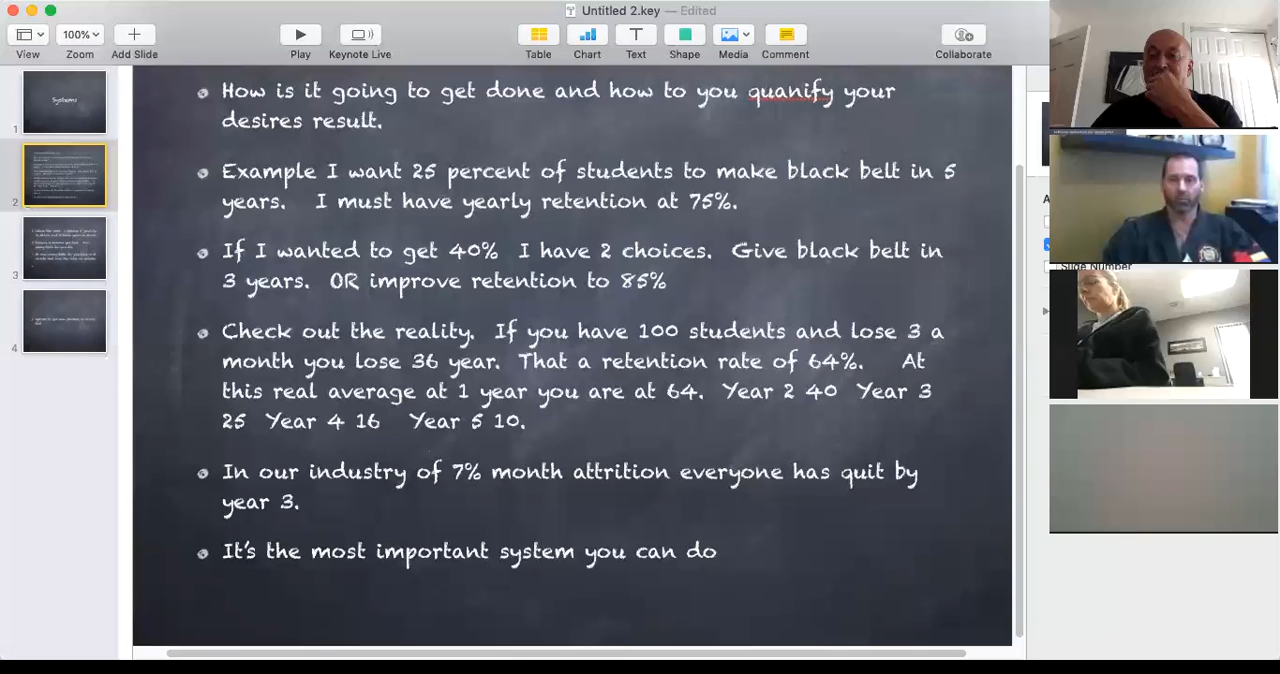 Untitled 2.key — Edited
100%
View
Zoom
Add Slide
Play
Keynote Live
Table
Chart
Text
Shape
Media
Comment
Collaborate
Systems
1
2
3
4
How is it going to get done and how to you quanify your
desires result.
Example I want 25 percent of students to make black belt in 5
years. I must have yearly retention at 75%.
If I wanted to get 40% I have 2 choices. Give black belt in
3 years. OR improve retention to 85%
Check out the reality. If you have 100 students and lose 3 a
month you lose 36 year. That a retention rate of 64%. At
this real average at 1 year you are at 64. Year 2 40 Year 3
25 Year 4 16 Year 5 10.
In our industry of 7% month attrition everyone has quit by
year 3.
It's the most important system you can do
Slide Number